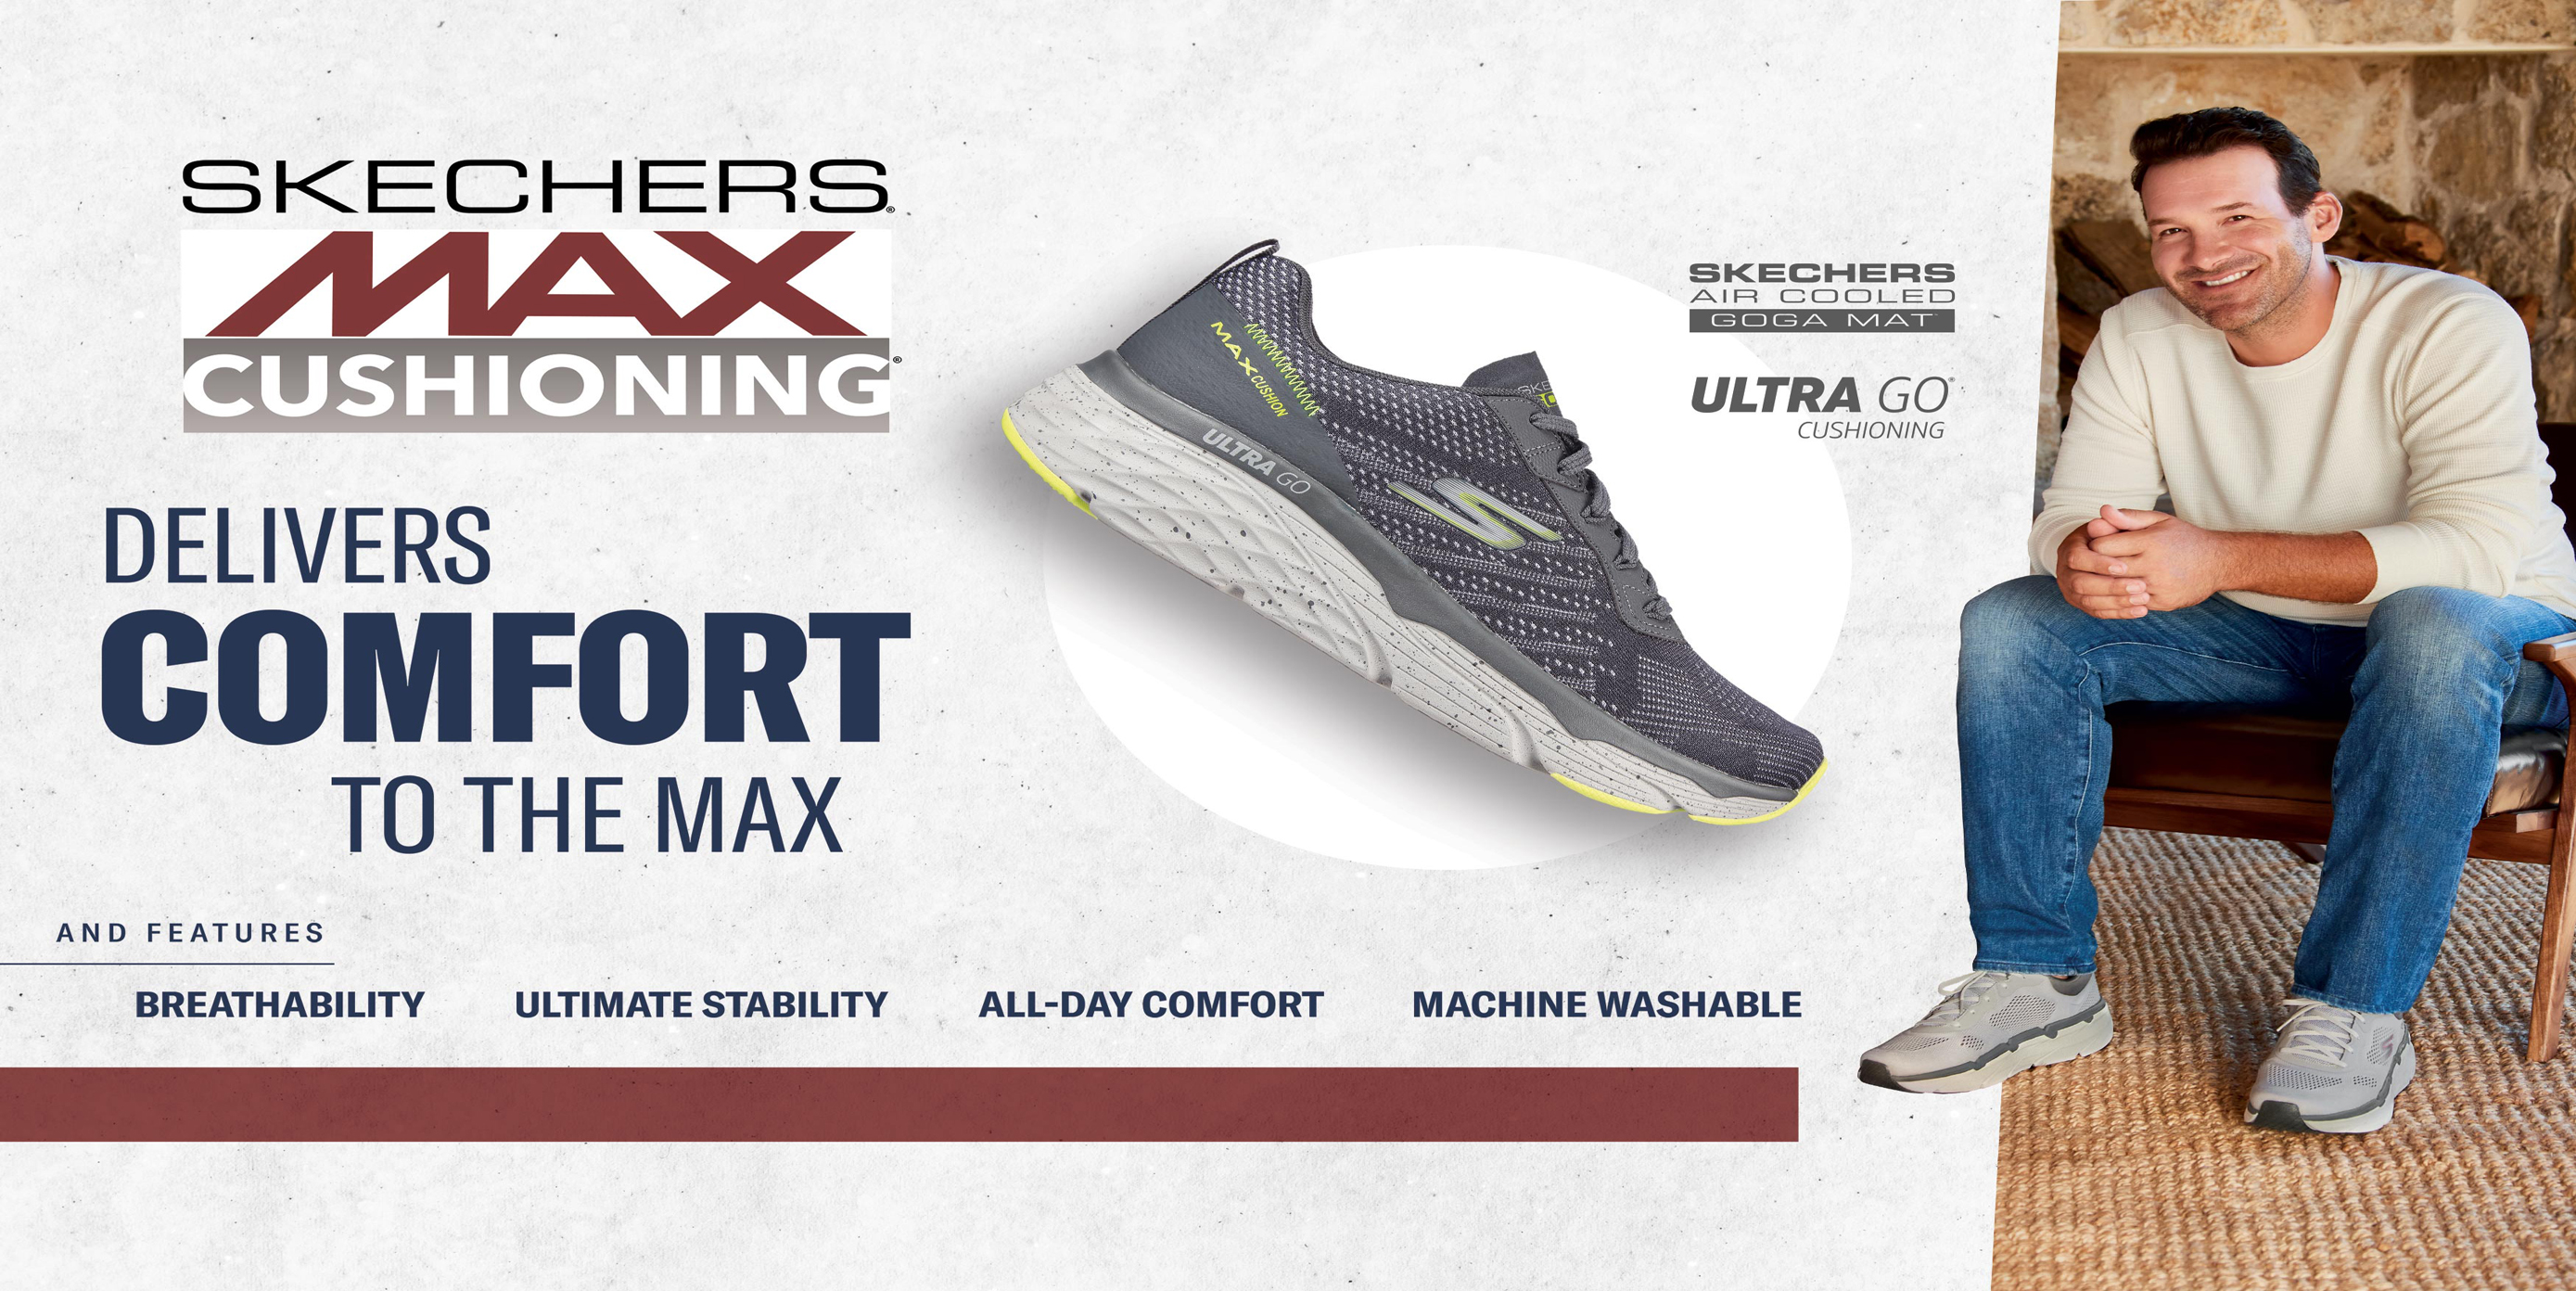 SKECHERS®
MAX
CUSHIONING®
DELIVERS
COMFORT
TO THE MAX
AND FEATURES
BREATHABILITY
ULTIMATE STABILITY
ALL-DAY COMFORT
MACHINE WASHABLE
MAX CUSHION
ULTRA GO
SKECHERS
AIR COOLED
GOGA MAT
ULTRA GO®
CUSHIONING